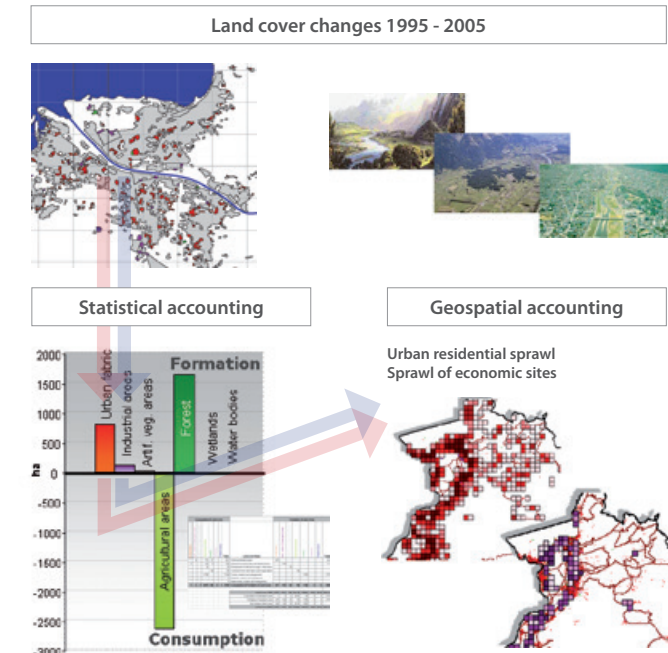 Land cover changes 1995 - 2005
Statistical accounting
Geospatial accounting
Urban residential sprawl
Sprawl of economic sites
Formation
2000
1500
1000
500
0
-500
-1000
-1500
-2000
-2500
-3000
ha
Urban fabric
Industrial areas
Artif. veg. areas
Agricultural areas
Forest
Wetlands
Water bodies
Consumption